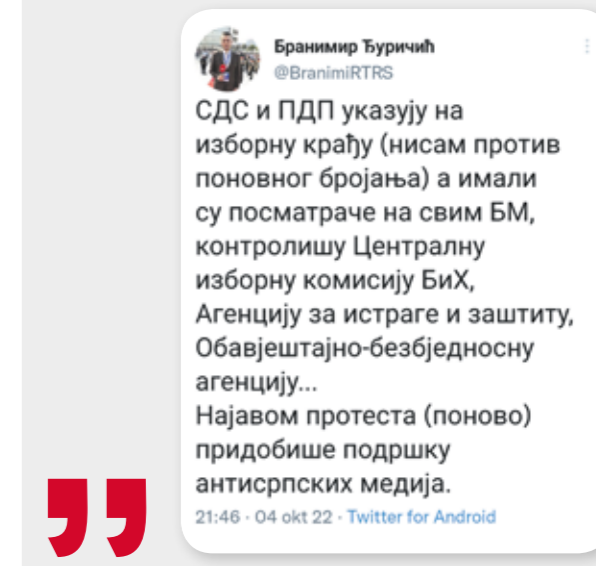 Бранимир Ђуричић
@BranimiRTRS
СДС и ПДП указују на
изборну крађу (нисам против
поновног бројања) а имали
су посматраче на свим БМ,
контролишу Централну
изборну комисију БиХ,
Агенцију за истраге и заштиту,
Обавјештајно-безбједносну
агенцију...
Најавом протеста (поново)
придобише подршку
антисрпских медија.
21:46 · 04 okt 22 · Twitter for Android